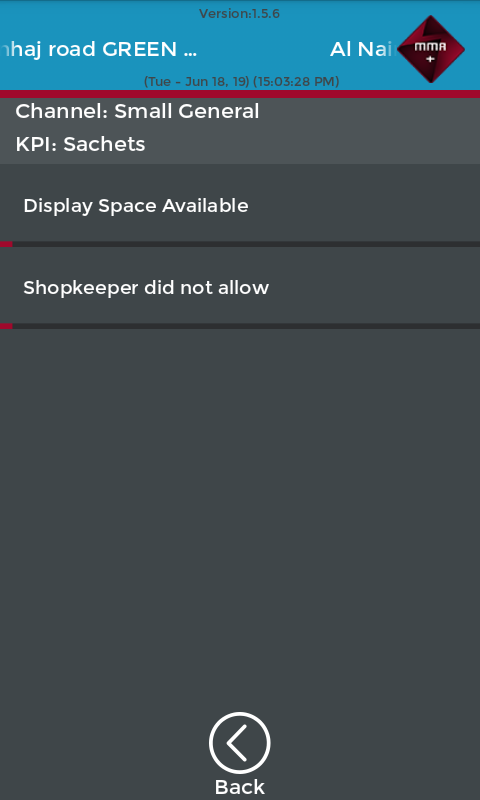 Version:1.5.6
nhaj road GREEN ... Al Nai
MMA
+
(Tue - Jun 18, 19) (15:03:28 PM)
Channel: Small General
KPI: Sachets
Display Space Available
Shopkeeper did not allow
Back